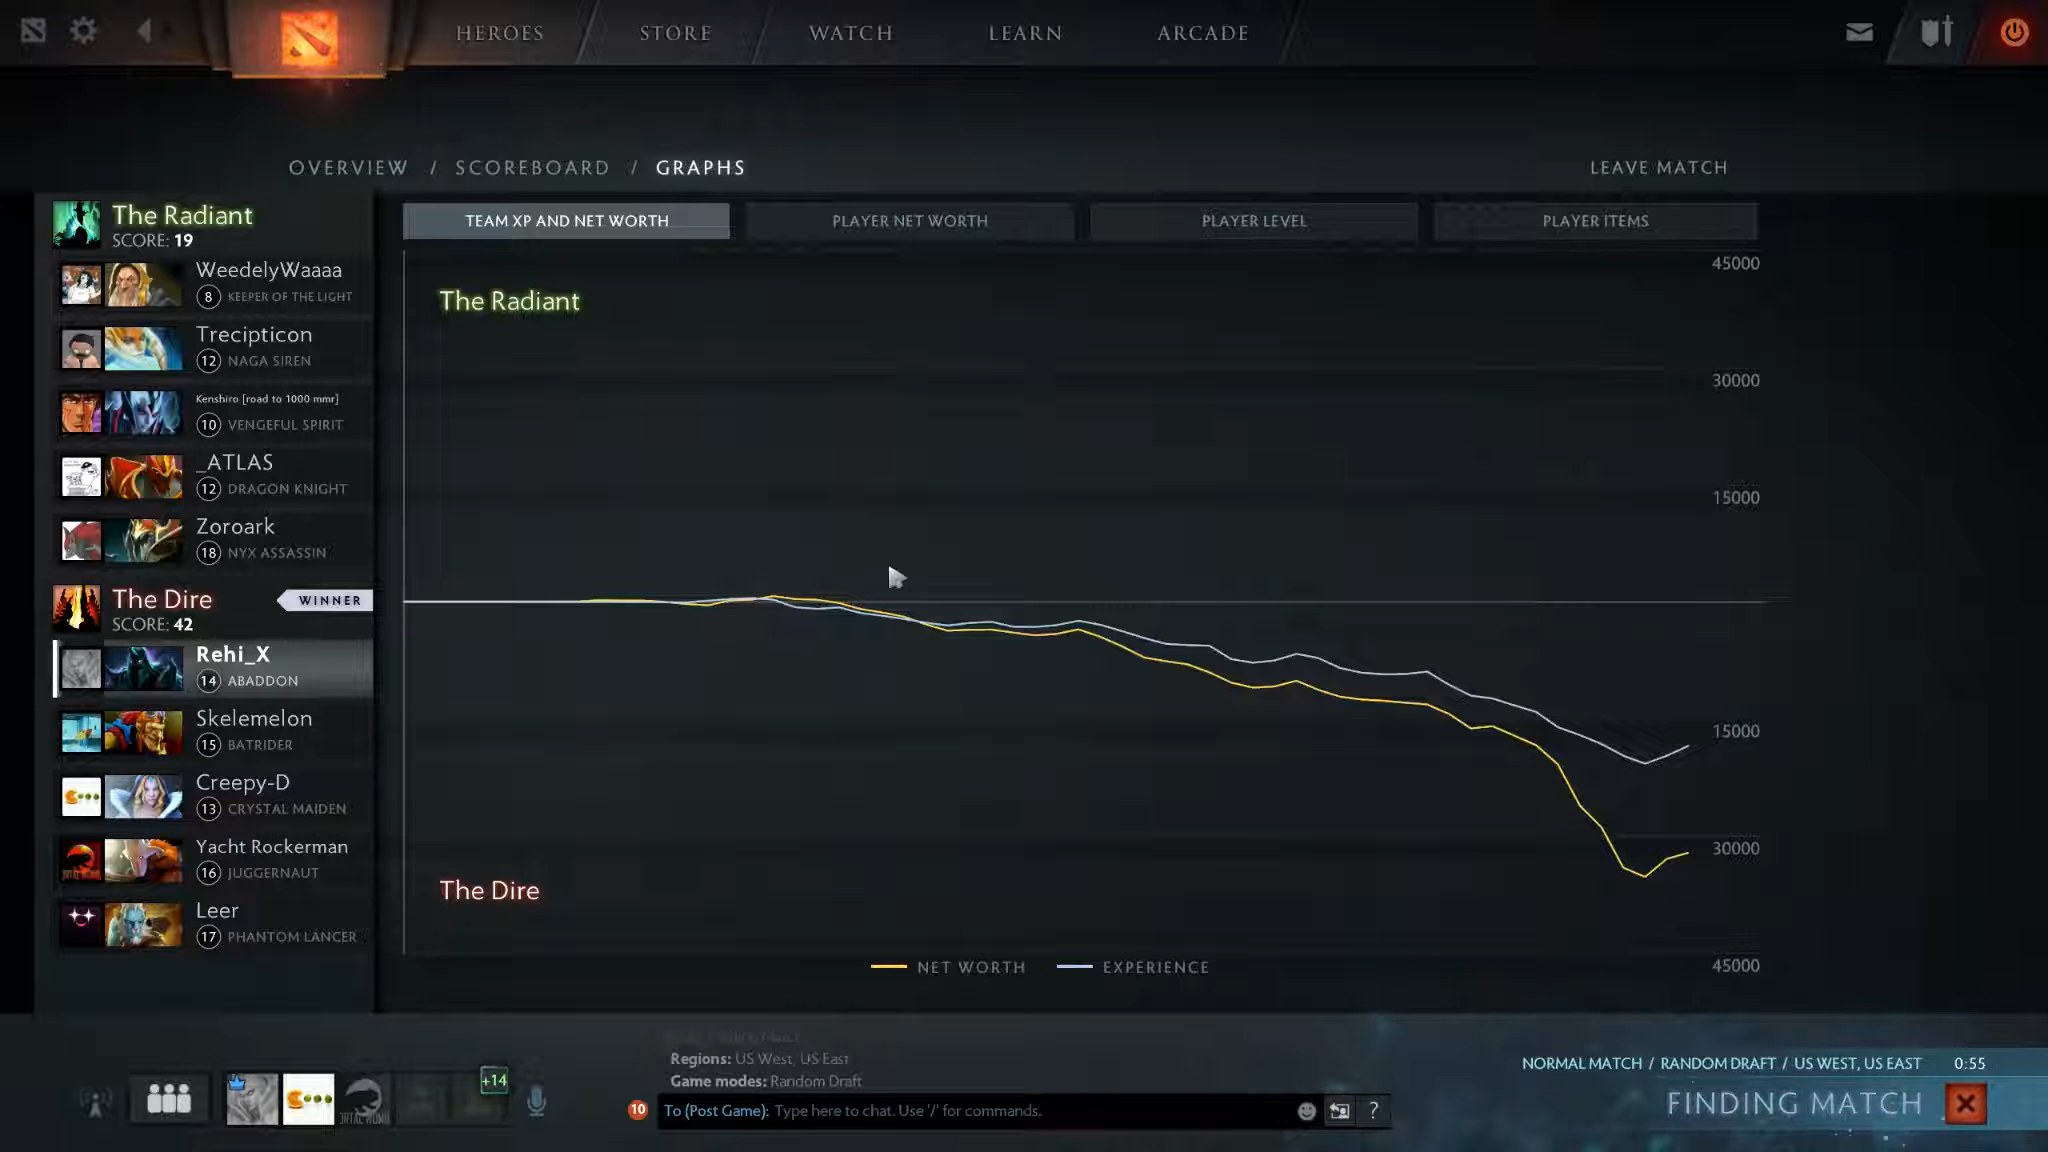 HEROES
STORE
WATCH
LEARN
ARCADE
OVERVIEW / SCOREBOARD / GRAPHS
LEAVE MATCH
The Radiant
SCORE: 19
WeedelyWaaaa
8 KEEPER OF THE LIGHT
Trecipticon
12 NAGA SIREN
Kenshiro [road to 1000 mmr]
10 VENGEFUL SPIRIT
_ATLAS
12 DRAGON KNIGHT
Zoroark
18 NYX ASSASSIN
The Dire
WINNER
SCORE: 42
Rehi_X
14 ABADDON
Skelemelon
15 BATRIDER
Creepy-D
13 CRYSTAL MAIDEN
Yacht Rockerman
16 JUGGERNAUT
Leer
17 PHANTOM LANCER
TEAM XP AND NET WORTH
PLAYER NET WORTH
PLAYER LEVEL
PLAYER ITEMS
45000
The Radiant
30000
15000
15000
30000
The Dire
45000
NET WORTH
EXPERIENCE
+14
Regions: US West, US East
Game modes: Random Draft
10
To (Post Game): Type here to chat. Use '/' for commands.
?
NORMAL MATCH / RANDOM DRAFT / US WEST, US EAST 0:55
FINDING MATCH